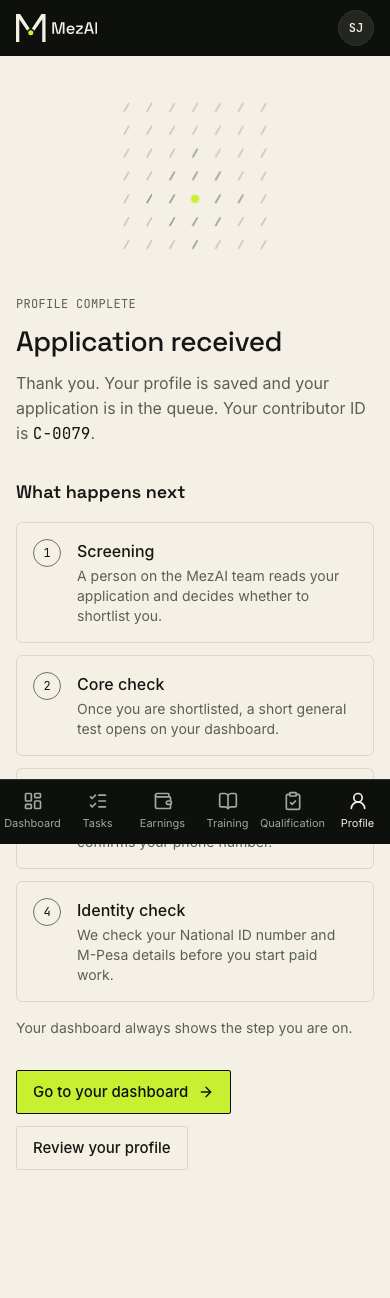 MezAI
SJ
PROFILE COMPLETE
Application received
Thank you. Your profile is saved and your
application is in the queue. Your contributor ID
is C-0079.
What happens next
1
Screening
A person on the MezAI team reads your
application and decides whether to
shortlist you.
2
Core check
Once you are shortlisted, a short general
test opens on your dashboard.
Dashboard
Tasks
Earnings
Training
Qualification
Profile
confirms your phone number.
4
Identity check
We check your National ID number and
M-Pesa details before you start paid
work.
Your dashboard always shows the step you are on.
Go to your dashboard
Review your profile